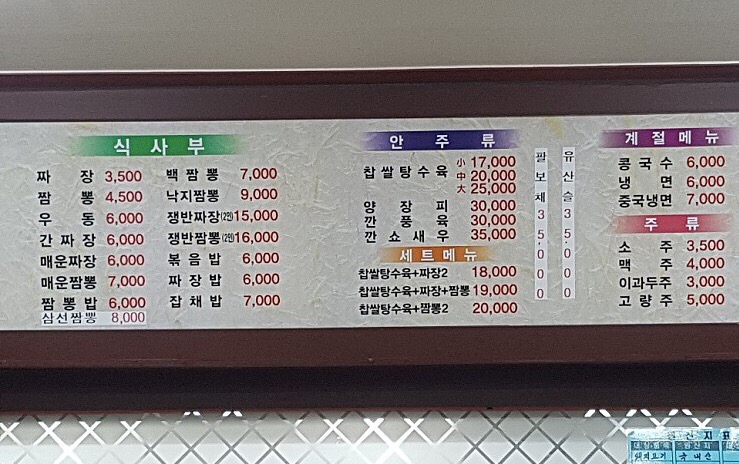 식사부
짜장 3,500
짬뽕 4,500
우동 6,000
간짜장 6,000
매운짜장 6,000
매운짬뽕 7,000
짬뽕밥 6,000
삼선짬뽕 8,000
백짬뽕 7,000
낙지짬뽕 9,000
쟁반짜장(2인) 15,000
쟁반짬뽕(2인) 16,000
볶음밥 6,000
짜장밥 6,000
잡채밥 7,000
안주류
찹쌀탕수육 小 17,000
中 20,000
大 25,000
양장피 30,000
깐풍육 30,000
깐쇼새우 35,000
세트메뉴
찹쌀탕수육+짜장2 18,000
찹쌀탕수육+짜장+짬뽕 19,000
찹쌀탕수육+짬뽕2 20,000
팔보채 35,000
유산슬 35,000
계절메뉴
콩국수 6,000
냉면 6,000
중국냉면 7,000
주류
소주 3,500
맥주 4,000
이과두주 3,000
고량주 5,000
국내산